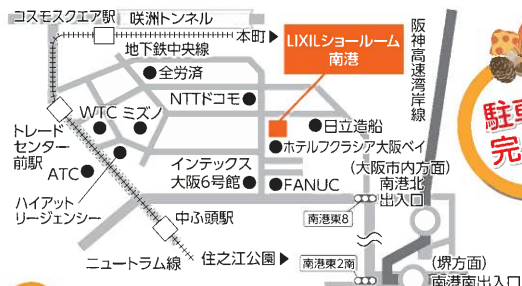 コスモスクエア駅
咲洲トンネル
本町▶
地下鉄中央線
LIXILショールーム
南港
阪神高速湾岸線
全労済
NTTドコモ
WTC ミズノ
日立造船
トレード
センター
前駅
ホテルフクラシア大阪ベイ
ATC
インテックス
大阪6号館
FANUC
(大阪市内方面)
南港北
出入口
ハイアット
リージェンシー
中ふ頭駅
南港東8
ニュートラム線
住之江公園▶
南港東2南
(堺方面)
南港南出入口
駐車
完